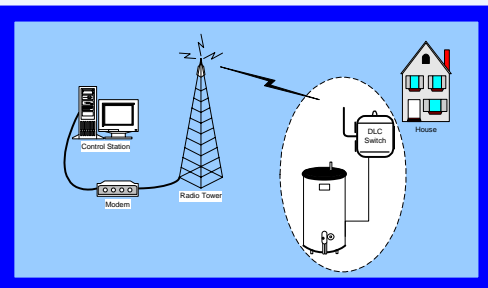 Control Station
Modem
Radio Tower
DLC
Switch
House